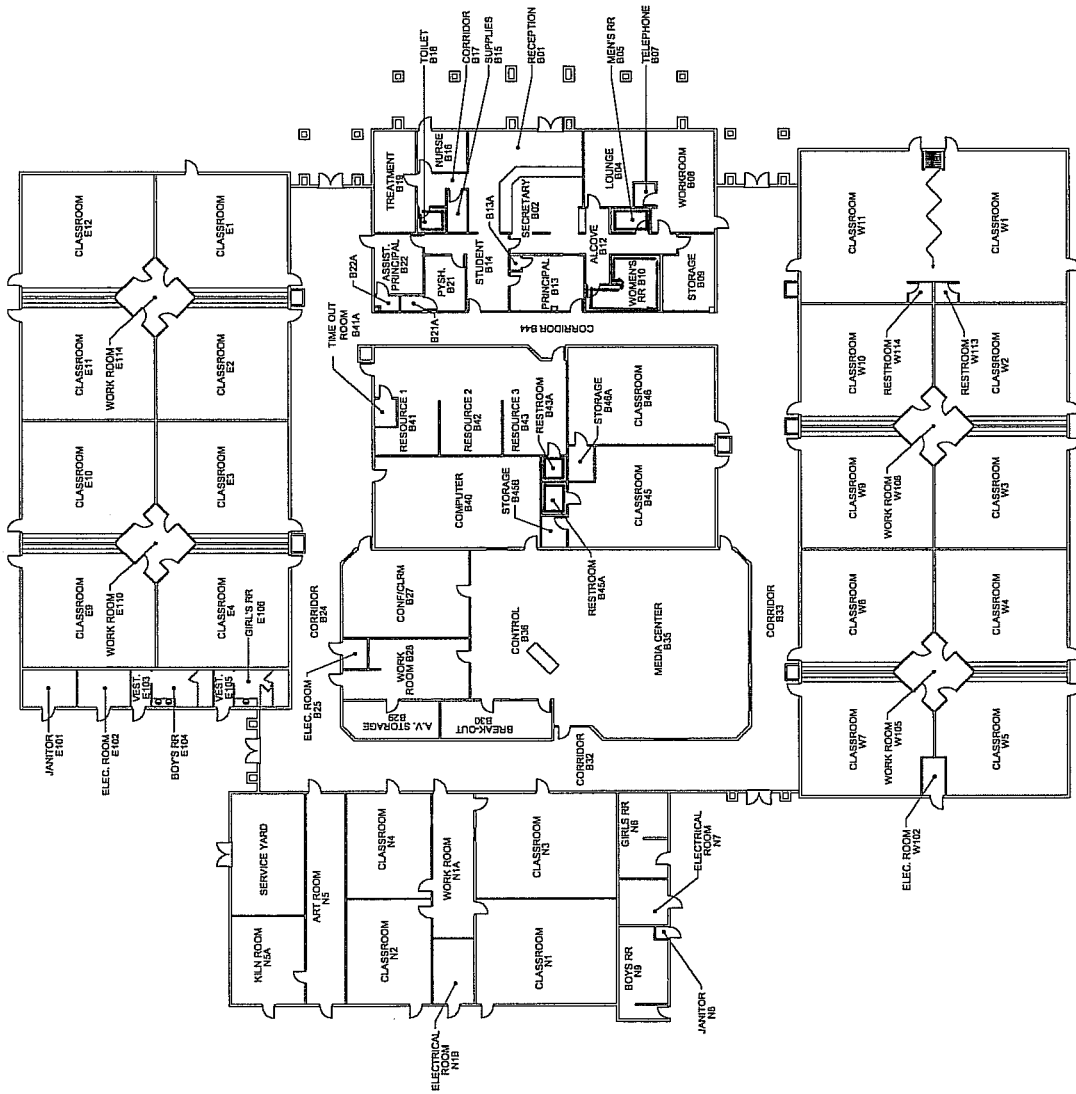 CLASSROOM
E12
CLASSROOM
E1
CLASSROOM
E11
WORK ROOM
E114
CLASSROOM
E2
CLASSROOM
E10
CLASSROOM
E3
CLASSROOM
E9
WORK ROOM
E110
CLASSROOM
E4
GIRL'S RR
E106
VEST.
E103
VEST.
E105
JANITOR
E101
ELEC. ROOM
E102
BOY'S RR
E104
TOILET
B18
CORRIDOR
B17
SUPPLIES
B15
RECEPTION
B01
MEN'S RR
B05
TELEPHONE
B07
TREATMENT
B19
NURSE
B16
LOUNGE
B04
WORKROOM
B08
B13A
SECRETARY
B02
B22A
ASSIST.
PRINCIPAL
B22
PYSH.
B21
STUDENT
B14
PRINCIPAL
B13
ALCOVE
B12
WOMEN'S
RR B10
STORAGE
B09
TIME OUT
ROOM
B41A
B21A
CORRIDOR B44
RESOURCE 1
B41
RESOURCE 2
B42
RESOURCE 3
B43
RESTROOM
B43A
STORAGE
B46A
CLASSROOM
B46
COMPUTER
B40
STORAGE
B45B
CLASSROOM
B45
RESTROOM
B45A
CORRIDOR
B24
CONF/CLRM
B27
CONTROL
B36
MEDIA CENTER
B35
CORRIDOR
B33
ELEC. ROOM
B25
WORK
ROOM B28
A.V. STORAGE
B29
BREAK-OUT
B30
CORRIDOR
B32
SERVICE YARD
KILN ROOM
N5A
ART ROOM
N5
CLASSROOM
N4
CLASSROOM
N2
WORK ROOM
N1A
ELECTRICAL
ROOM
N1B
CLASSROOM
N3
CLASSROOM
N1
GIRLS RR
N6
ELECTRICAL
ROOM
N7
BOYS RR
N9
JANITOR
N8
CLASSROOM
W11
CLASSROOM
W1
CLASSROOM
W10
RESTROOM
W114
RESTROOM
W113
CLASSROOM
W2
CLASSROOM
W9
WORK ROOM
W108
CLASSROOM
W3
CLASSROOM
W8
CLASSROOM
W4
CLASSROOM
W7
WORK ROOM
W105
CLASSROOM
W5
ELEC. ROOM
W102